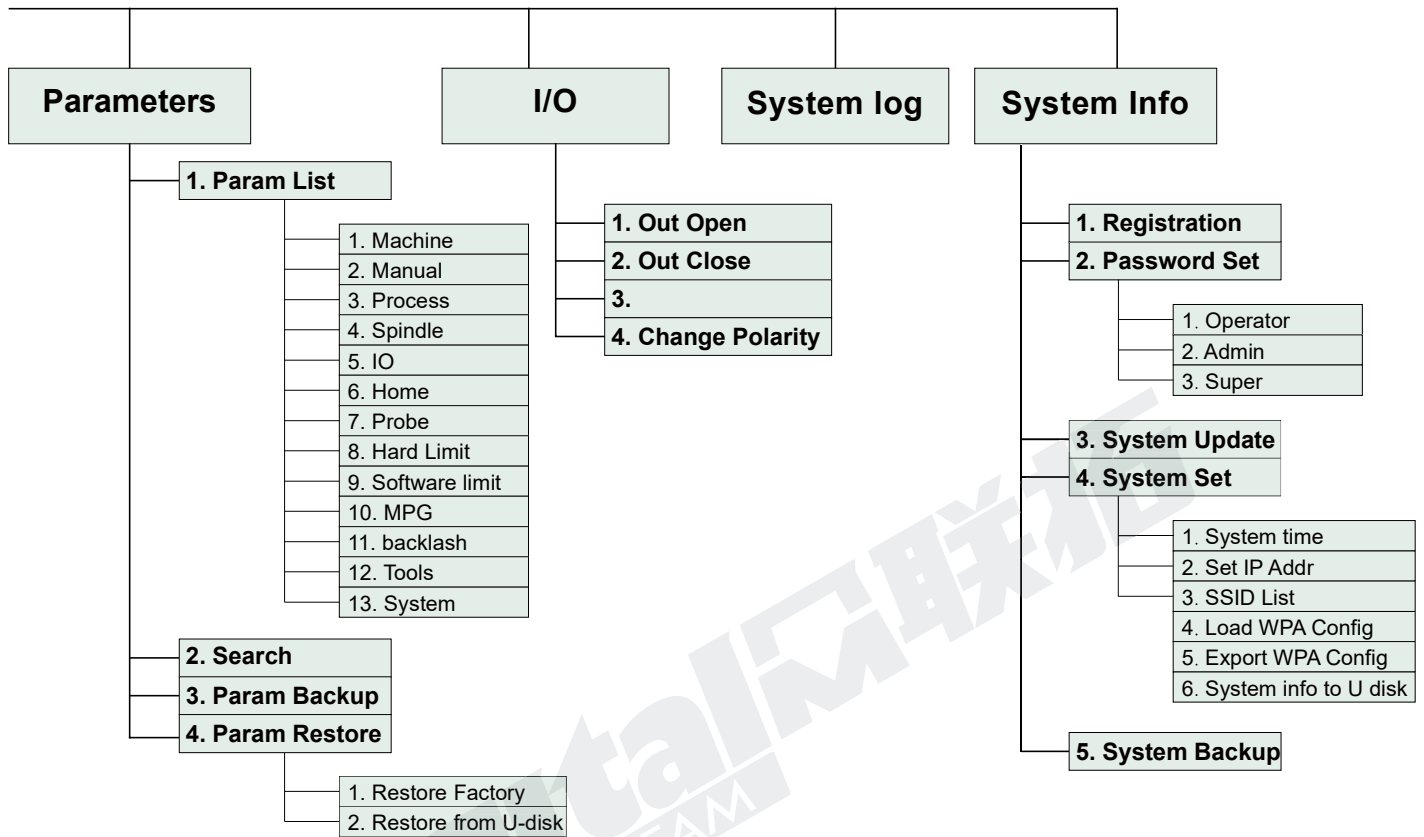 Parameters
I/O
System log
System Info
1. Param List
1. Machine
2. Manual
3. Process
4. Spindle
5. IO
6. Home
7. Probe
8. Hard Limit
9. Software limit
10. MPG
11. backlash
12. Tools
13. System
2. Search
3. Param Backup
4. Param Restore
1. Restore Factory
2. Restore from U-disk
1. Out Open
2. Out Close
3.
4. Change Polarity
1. Registration
2. Password Set
1. Operator
2. Admin
3. Super
3. System Update
4. System Set
1. System time
2. Set IP Addr
3. SSID List
4. Load WPA Config
5. Export WPA Config
6. System info to U disk
5. System Backup
联拓